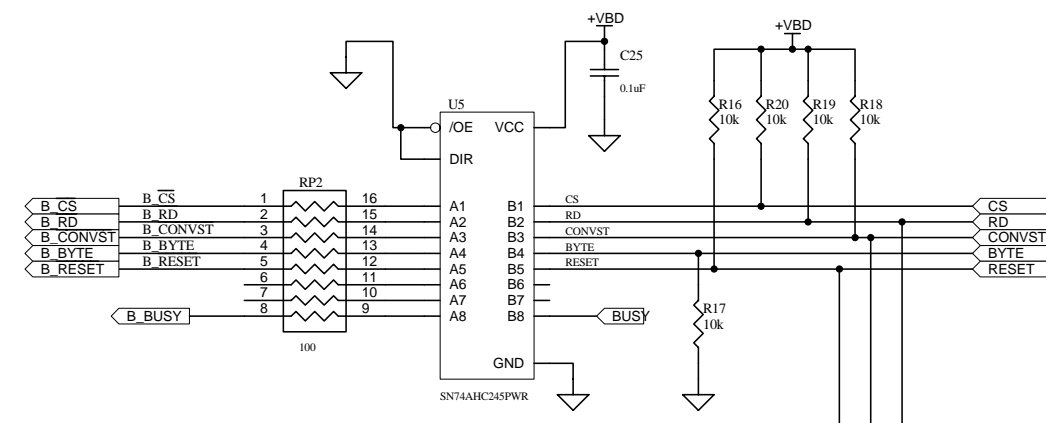 +VBD
+VBD
C25
0.1uF
U5
R16
10k
R20
10k
R19
10k
R18
10k
/OE
VCC
DIR
RP2
B_CS
B_CS
1
16
A1
B1
CS
CS
B_RD
B_RD
2
15
A2
B2
RD
RD
B_CONVST
B_CONVST
3
14
A3
B3
CONVST
CONVST
B_BYTE
B_BYTE
4
13
A4
B4
BYTE
BYTE
B_RESET
B_RESET
5
12
A5
B5
RESET
RESET
6
11
A6
B6
7
10
A7
B7
B_BUSY
8
9
A8
B8
BUSY
R17
10k
100
GND
SN74AHC245PWR